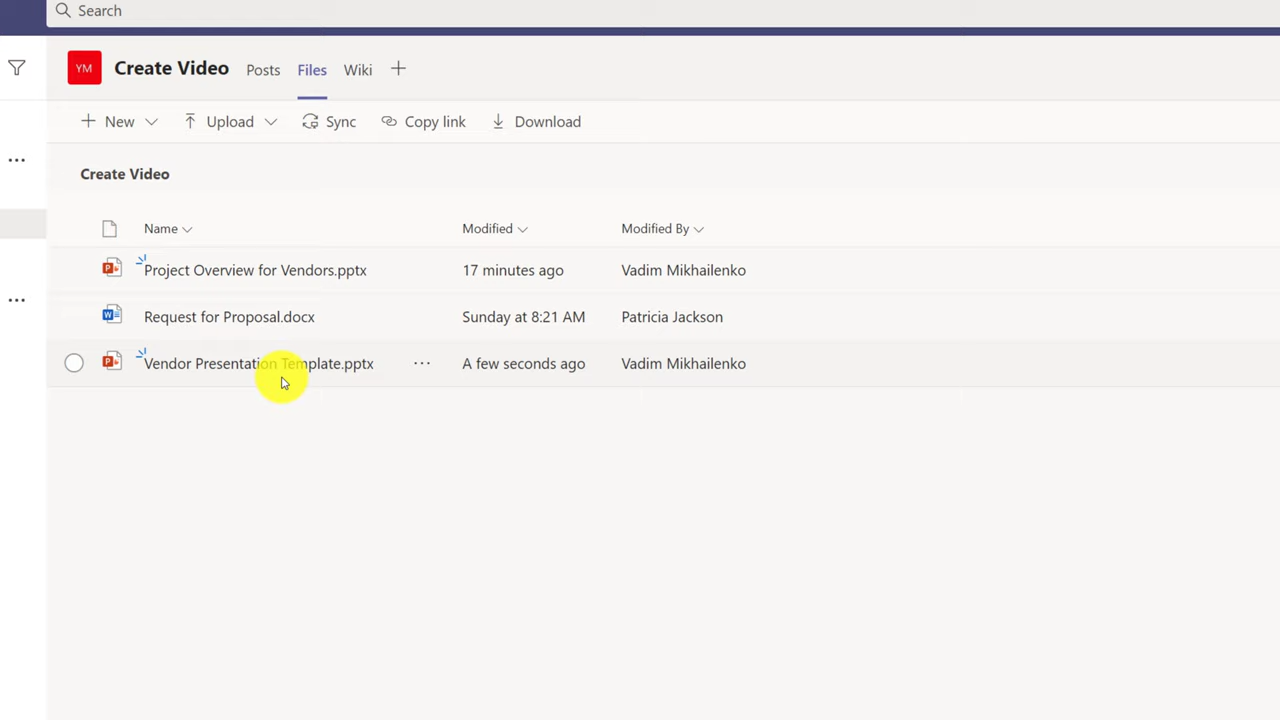 Search
YM Create Video Posts Files Wiki
New Upload Sync Copy link Download
Create Video
Name Modified Modified By
Project Overview for Vendors.pptx 17 minutes ago Vadim Mikhailenko
Request for Proposal.docx Sunday at 8:21 AM Patricia Jackson
Vendor Presentation Template.pptx A few seconds ago Vadim Mikhailenko